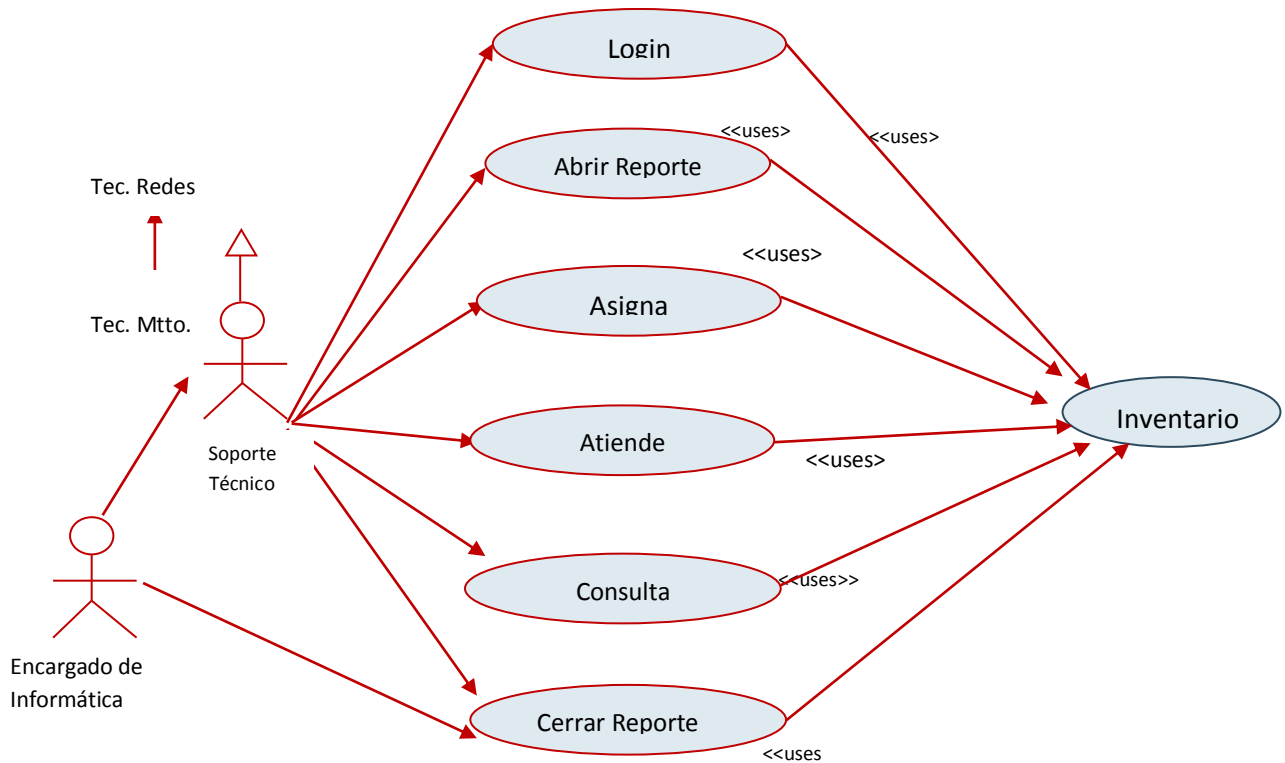 Login
<<uses>
<<uses>
Abrir Reporte
Tec. Redes
<<uses>
Asigna
Tec. Mtto.
Inventario
Atiende
<<uses>
Soporte
Técnico
<<uses>>
Consulta
Encargado de
Informática
Cerrar Reporte
<<uses